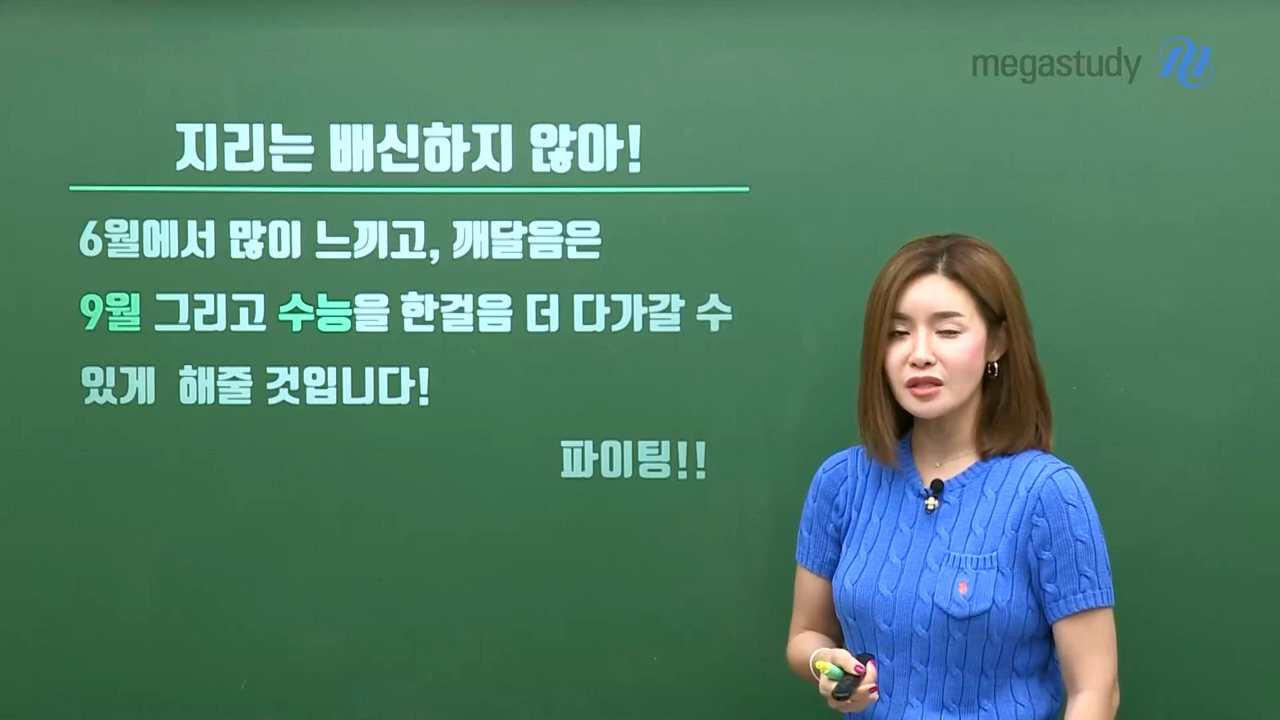 megastudy
지리는 배신하지 않아!
6월에서 많이 느끼고, 깨달음은
9월 그리고 수능을 한걸음 더 다가갈 수
있게 해줄 것입니다!
파이팅!!